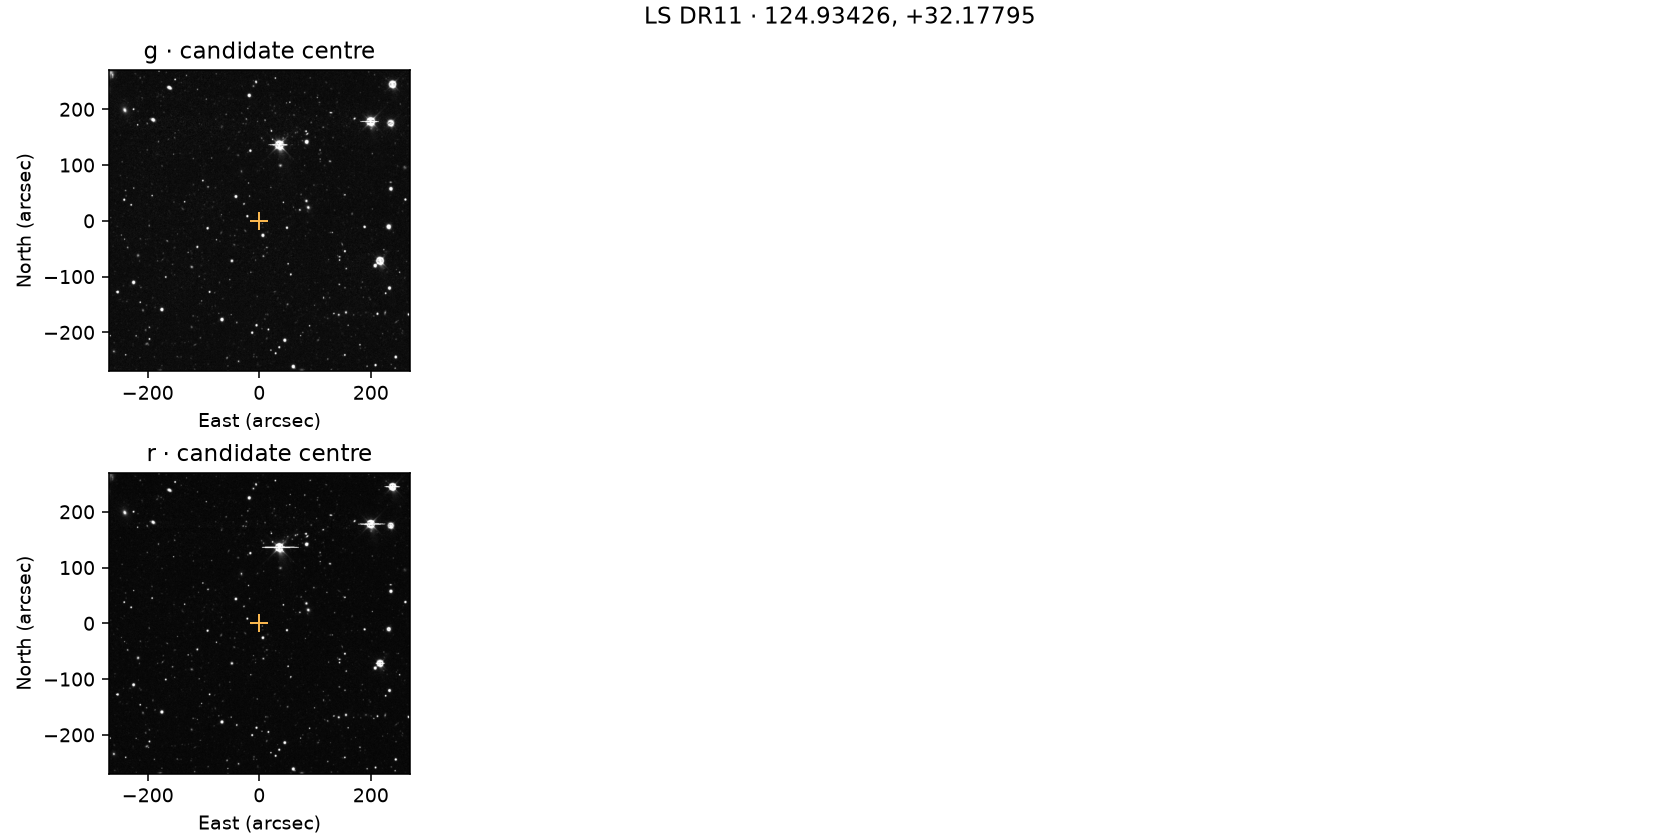 LS DR11 · 124.93426, +32.17795
g · candidate centre
200
100
0
−100
−200
North (arcsec)
−200 0 200
East (arcsec)
r · candidate centre
200
100
0
−100
−200
North (arcsec)
−200 0 200
East (arcsec)